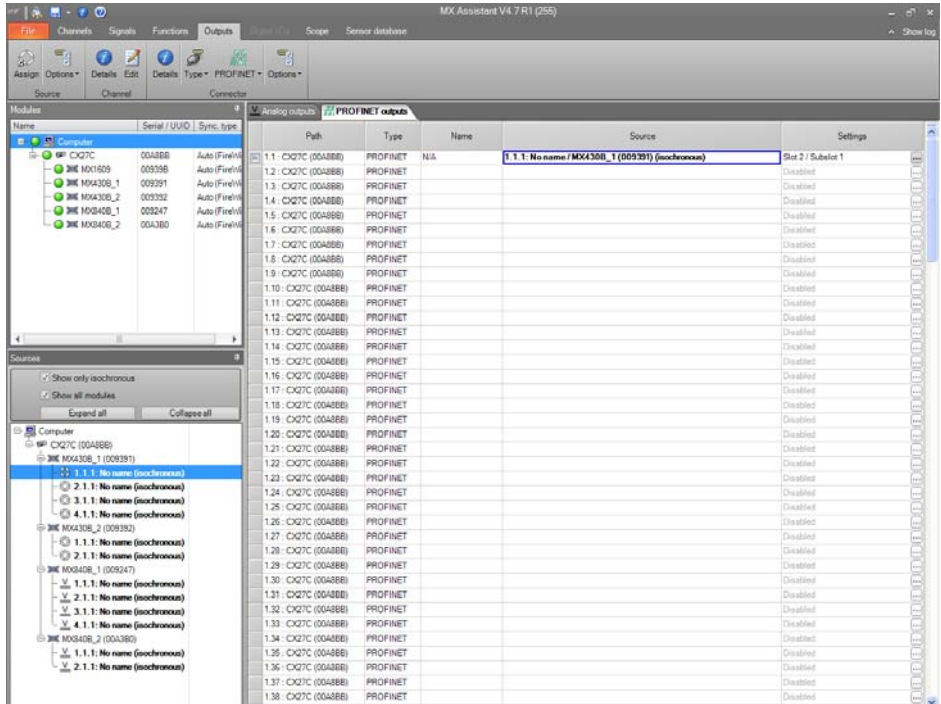 MX Assistant V4.7 R1 (255)
File Channels Signals Functions Outputs Scope Sensor database Show log
Assign Options Details Edit Details Type PROFINET Options
Source Channel Connector
Modules
Name Serial / UUID Sync. type
Computer
CX27C 00A8BB Auto (FireWi
MX1609 00939B Auto (FireWi
MX430B_1 009391 Auto (FireWi
MX430B_2 009392 Auto (FireWi
MX840B_1 009247 Auto (FireWi
MX840B_2 00A3B0 Auto (FireWi
Sources
Show only isochronous
Show all modules
Expand all Collapse all
Computer
CX27C (00A8BB)
MX430B_1 (009391)
1.1.1: No name (isochronous)
2.1.1: No name (isochronous)
3.1.1: No name (isochronous)
4.1.1: No name (isochronous)
MX430B_2 (009392)
1.1.1: No name (isochronous)
2.1.1: No name (isochronous)
MX840B_1 (009247)
1.1.1: No name (isochronous)
2.1.1: No name (isochronous)
3.1.1: No name (isochronous)
4.1.1: No name (isochronous)
MX840B_2 (00A3B0)
1.1.1: No name (isochronous)
2.1.1: No name (isochronous)
Analog outputs PROFINET outputs
Path Type Name Source Settings
1.1 : CX27C (00A8BB) PROFINET N/A 1.1.1: No name / MX430B_1 (009391) (isochronous) Slot 2 / Subslot 1 ...
1.2 : CX27C (00A8BB) PROFINET Disabled ...
1.3 : CX27C (00A8BB) PROFINET Disabled ...
1.4 : CX27C (00A8BB) PROFINET Disabled ...
1.5 : CX27C (00A8BB) PROFINET Disabled ...
1.6 : CX27C (00A8BB) PROFINET Disabled ...
1.7 : CX27C (00A8BB) PROFINET Disabled ...
1.8 : CX27C (00A8BB) PROFINET Disabled ...
1.9 : CX27C (00A8BB) PROFINET Disabled ...
1.10 : CX27C (00A8BB) PROFINET Disabled ...
1.11 : CX27C (00A8BB) PROFINET Disabled ...
1.12 : CX27C (00A8BB) PROFINET Disabled ...
1.13 : CX27C (00A8BB) PROFINET Disabled ...
1.14 : CX27C (00A8BB) PROFINET Disabled ...
1.15 : CX27C (00A8BB) PROFINET Disabled ...
1.16 : CX27C (00A8BB) PROFINET Disabled ...
1.17 : CX27C (00A8BB) PROFINET Disabled ...
1.18 : CX27C (00A8BB) PROFINET Disabled ...
1.19 : CX27C (00A8BB) PROFINET Disabled ...
1.20 : CX27C (00A8BB) PROFINET Disabled ...
1.21 : CX27C (00A8BB) PROFINET Disabled ...
1.22 : CX27C (00A8BB) PROFINET Disabled ...
1.23 : CX27C (00A8BB) PROFINET Disabled ...
1.24 : CX27C (00A8BB) PROFINET Disabled ...
1.25 : CX27C (00A8BB) PROFINET Disabled ...
1.26 : CX27C (00A8BB) PROFINET Disabled ...
1.27 : CX27C (00A8BB) PROFINET Disabled ...
1.28 : CX27C (00A8BB) PROFINET Disabled ...
1.29 : CX27C (00A8BB) PROFINET Disabled ...
1.30 : CX27C (00A8BB) PROFINET Disabled ...
1.31 : CX27C (00A8BB) PROFINET Disabled ...
1.32 : CX27C (00A8BB) PROFINET Disabled ...
1.33 : CX27C (00A8BB) PROFINET Disabled ...
1.34 : CX27C (00A8BB) PROFINET Disabled ...
1.35 : CX27C (00A8BB) PROFINET Disabled ...
1.36 : CX27C (00A8BB) PROFINET Disabled ...
1.37 : CX27C (00A8BB) PROFINET Disabled ...
1.38 : CX27C (00A8BB) PROFINET Disabled ...